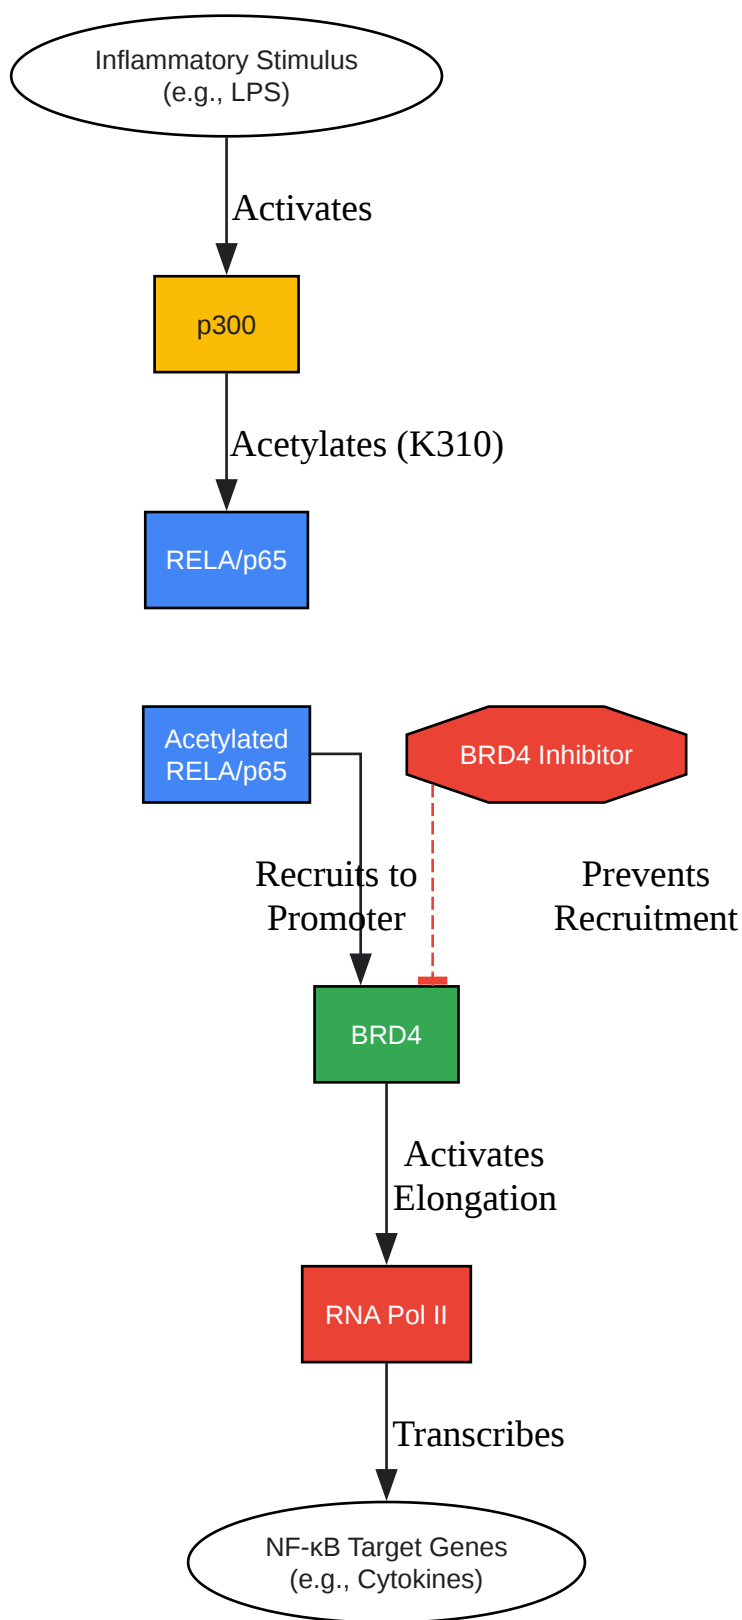 Inflammatory Stimulus
(e.g., LPS)
Activates
p300
Acetylates (K310)
RELA/p65
Acetylated
RELA/p65
BRD4 Inhibitor
Recruits to
Promoter
Prevents
Recruitment
BRD4
Activates
Elongation
RNA Pol II
Transcribes
NF-κB Target Genes
(e.g., Cytokines)